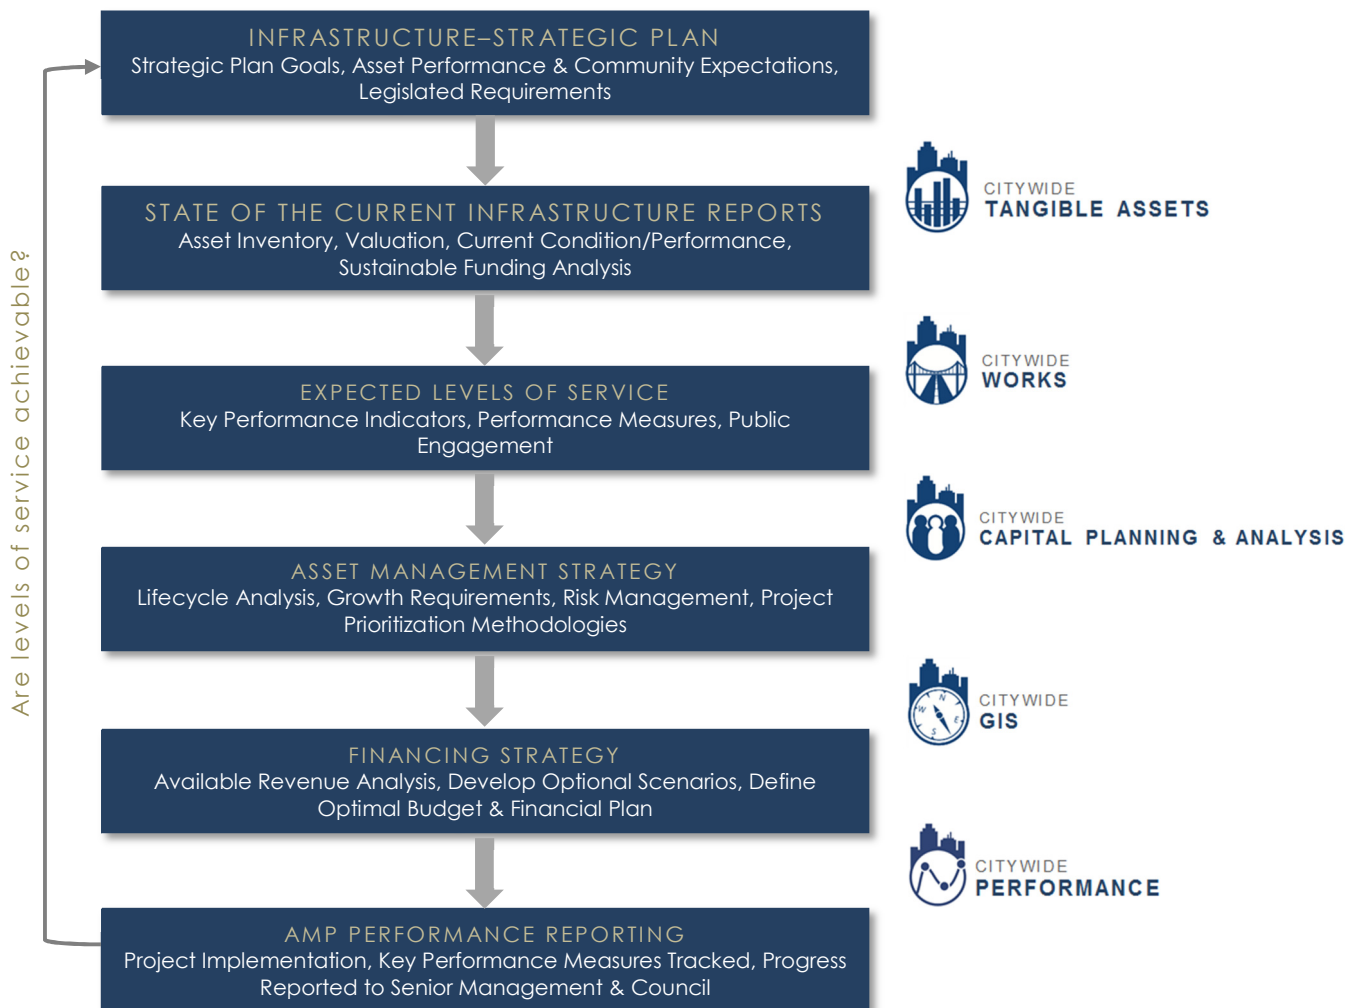 INFRASTRUCTURE–STRATEGIC PLAN
Strategic Plan Goals, Asset Performance & Community Expectations,
Legislated Requirements
STATE OF THE CURRENT INFRASTRUCTURE REPORTS
Asset Inventory, Valuation, Current Condition/Performance,
Sustainable Funding Analysis
EXPECTED LEVELS OF SERVICE
Key Performance Indicators, Performance Measures, Public
Engagement
ASSET MANAGEMENT STRATEGY
Lifecycle Analysis, Growth Requirements, Risk Management, Project
Prioritization Methodologies
FINANCING STRATEGY
Available Revenue Analysis, Develop Optional Scenarios, Define
Optimal Budget & Financial Plan
AMP PERFORMANCE REPORTING
Project Implementation, Key Performance Measures Tracked, Progress
Reported to Senior Management & Council
Are levels of service achievable?
CITYWIDE
TANGIBLE ASSETS
CITYWIDE
WORKS
CITYWIDE
CAPITAL PLANNING & ANALYSIS
N
W
E
S
CITYWIDE
GIS
CITYWIDE
PERFORMANCE